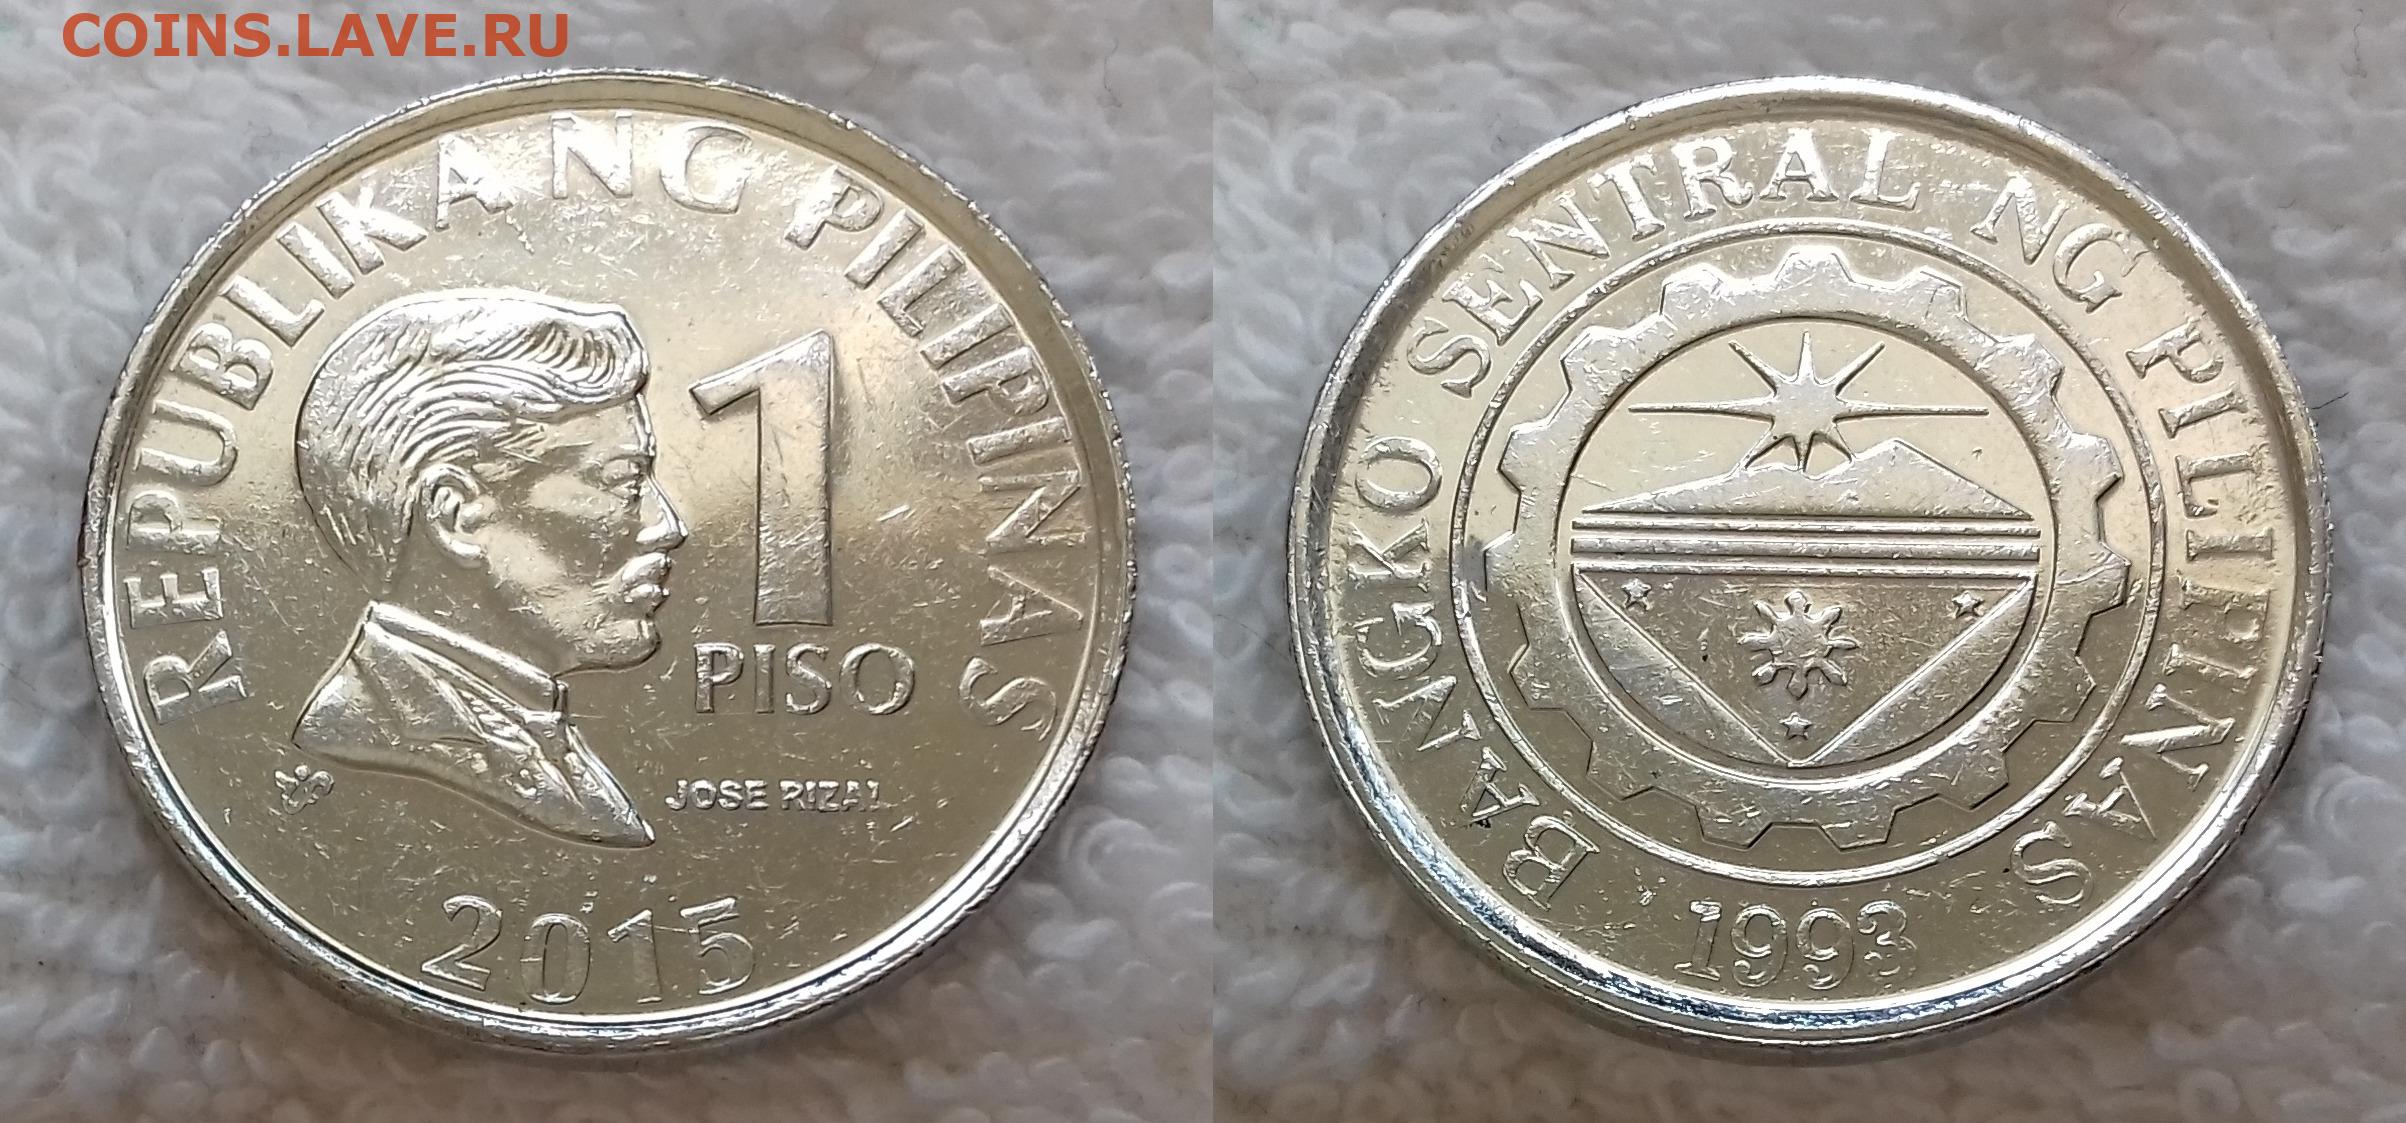 COINS.LAVE.RU
REPUBLIKA NG PILIPINAS
1
PISO
JOSE RIZAL
2015
BANGKO SENTRAL NG PILIPINAS
1993